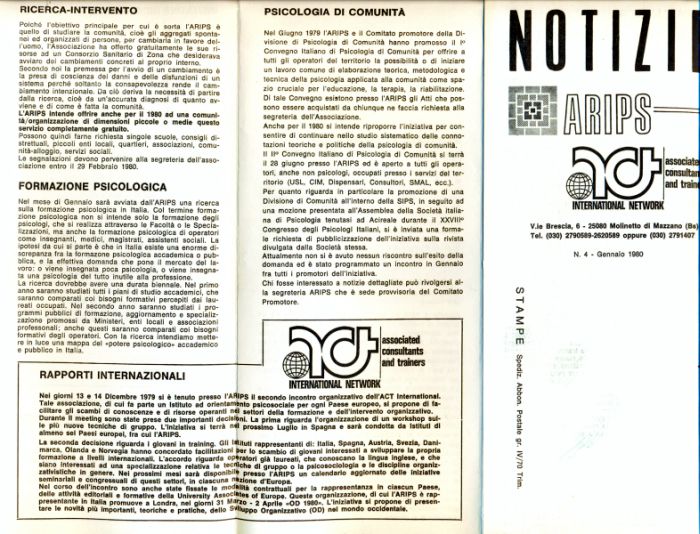 RICERCA-INTERVENTO
Poichè l'obiettivo principale per cui è sorta l'ARIPS è
quello di studiare la comunità, cioè gli aggregati sponta-
nei ed organizzati di persone, per cambiarla in favore del-
l'uomo, l'Associazione ha offerto gratuitamente le sue ri-
sorse ad un Consorzio Sanitario di Zona che desiderava
avviare dei cambiamenti concreti al proprio interno.
Secondo noi la premessa per l'avvio di un cambiamento è
la presa di coscienza dei danni e delle disfunzioni di un
sistema perchè soltanto la consapevolezza rende il cam-
biamento intenzionale. Da ciò deriva la necessità di partire
dalla ricerca, cioè da un'accurata diagnosi di quanto av-
viene e di come è fatta la comunità.
L'ARIPS intende offrire anche per il 1980 ad una comuni-
tà/organizzazione di dimensioni piccole o medie questo
servizio completamente gratuito.
Possono quindi farne richiesta singole scuole, consigli di-
strettuali, piccoli enti locali, quartieri, associazioni, comu-
nità-alloggio, servizi sociali.
Le segnalazioni devono pervenire alla segreteria dell'asso-
ciazione entro il 29 Febbraio 1980.
FORMAZIONE PSICOLOGICA
Nel mese di Gennaio sarà avviata dall'ARIPS una ricerca
sulla formazione psicologica in Italia. Col termine forma-
zione psicologica non si intende solo la formazione degli
psicologi, che si realizza attraverso le Facoltà o le Specia-
lizzazioni, ma anche la formazione psicologica di operatori
come insegnanti, medici, magistrati, assistenti sociali. La
ipotesi da cui si parte è che in Italia esiste una enorme di-
screpanza fra la formazione psicologica accademica o pub-
blica, e la effettiva domanda che pone il mercato del la-
voro: o viene insegnata poca psicologia, o viene insegna-
ta una psicologia del tutto inutile alla professione.
La ricerca dovrebbe avere una durata biennale. Nel primo
anno saranno studiati tutti i piani di studio accademici, che
saranno comparati coi bisogni formativi percepiti dai lau-
reati occupati. Nel secondo anno saranno studiati i pro-
grammi pubblici di formazione, aggiornamento e specializ-
zazione promossi da Ministeri, enti locali e associazioni
professonali; anche questi saranno comparati coi bisogni
formativi degli operatori. Con la ricerca intendiamo mette-
re in luce una mappa del «potere psicologico» accademico
e pubblico in Italia.
PSICOLOGIA DI COMUNITÀ
Nel Giugno 1979 l'ARIPS e il Comitato promotore della Di-
visione di Psicologia di Comunità hanno promosso il I°
Convegno Italiano di Psicologia di Comunità per offrire a
tutti gli operatori del territorio la possibilità o di iniziare
un lavoro comune di elaborazione teorica, metodologica e
tecnica della psicologia applicata alla comunità come spa-
zio cruciale per l'educazione, la terapia, la riabilitazione.
Di tale Convegno esistono presso l'ARIPS gli Atti che pos-
sono essere acquistati da chiunque ne faccia richiesta alla
segreteria dell'Associazione.
Anche per il 1980 si intende riproporre l'iniziativa per con-
sentire di continuare nello studio sistematico delle conno-
tazioni teoriche e politiche della psicologia di comunità.
Il II° Convegno Italiano di Psicologia di Comunità si terrà
il 28 giugno presso l'ARIPS ed è aperto a tutti gli opera-
tori, anche non psicologi, occupati presso i servizi del ter-
ritorio (USL, CIM, Dispensari, Consultori, SMAL, ecc.).
Per quanto riguarda in particolare la promozione di una
Divisione di Comunità all'interno della SIPS, in seguito ad
una mozione presentata all'Assemblea della Società Italia-
na di Psicologia tenutasi ad Acireale durante il XXVIII°
Congresso degli Psicologi Italiani, si è inviata una forma-
le richiesta di pubblicizzazione dell'iniziativa sulla rivista
divulgata della Società stessa.
Attualmente non si è avuto nessun riscontro sull'esito della
domanda ed è stato programmato un incontro in Gennaio
fra tutti i promotori dell'iniziativa.
Chi fosse interessato a notizie dettagliate può rivolgersi al-
la segreteria ARIPS che è sede provvisoria del Comitato
Promotore.
act
associated
consultants
and trainers
INTERNATIONAL NETWORK
RAPPORTI INTERNAZIONALI
Nei giorni 13 e 14 Dicembre 1979 si è tenuto presso l'ARIPS il secondo incontro organizzativo dell'ACT International.
Tale associazione, di cui fa parte un istituto ad orientamento psicosociale per ogni Paese europeo, si propone di fa-
cilitare gli scambi di conoscenze e di risorse operanti nei settori della formazione e dell'intervento organizzativo.
Durante il meeting sono state prese due importanti decisioni. La prima riguarda l'organizzazione di un workshop sul-
le più nuove tecniche di gruppo. L'iniziativa si terrà nel prossimo Luglio in Spagna e sarà condotta da Istituti di
almeno sei Paesi europei, fra cui l'ARIPS.
La seconda decisione riguarda i giovani in training. Gli Istituti rappresentanti di: Italia, Spagna, Austria, Svezia, Dani-
marca, Olanda e Norvegia hanno concordato facilitazioni per lo scambio di giovani interessati a sviluppare la propria
formazione a livelli internazionali. L'accordo riguarda operatori già laureati, che conoscano la lingua inglese, e che
siano interessati ad una specializzazione relativa le tecniche di gruppo o la psicosociologia e le discipline organiz-
zativistiche in genere. Nei prossimi mesi sarà disponibile presso l'ARIPS un calendario aggiornato delle iniziative
seminariali e congressuali di questi settori, in ciascuna nazione d'Europa.
Nel corso dell'incontro sono anche state fissate le modalità contrattuali per la rappresentanza in ciascun Paese,
delle attività editoriali e formative della University Associates of Europe. Questa organizzazione, di cui l'ARIPS è rap-
presentante in Italia promuove a Londra, nei giorni 31 Marzo - 2 Aprile «OD 1980». L'iniziativa si propone di presen-
tare le novità più importanti, teoriche e pratiche, dello Sviluppo Organizzativo (OD) nel mondo occidentale.
NOTIZI
ARIPS
act
associated
consultan
and traine
INTERNATIONAL NETWORK
V.le Brescia, 6 - 25080 Molinetto di Mazzano (Bs)
Tel. (030) 2790589-2620589 oppure (030) 2791407
N. 4 - Gennaio 1980
STAMPE Spediz. Abbon. Postale gr. IV/70 Trim.